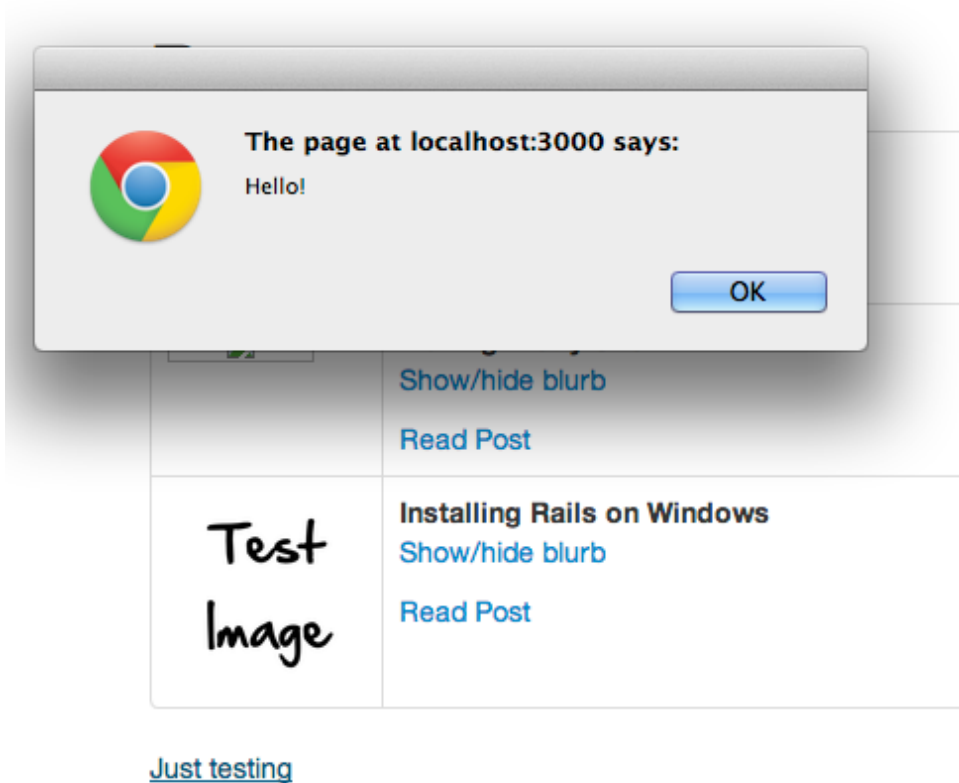 The page at localhost:3000 says:
Hello!
OK
Show/hide blurb
Read Post
Test
Image
Installing Rails on Windows
Show/hide blurb
Read Post
Just testing